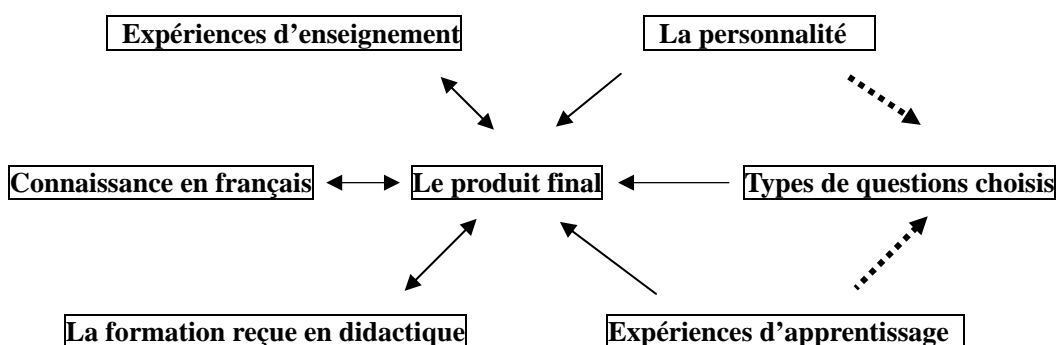 Expériences d’enseignement
La personnalité
Connaissance en français
Le produit final
Types de questions choisis
La formation reçue en didactique
Expériences d’apprentissage